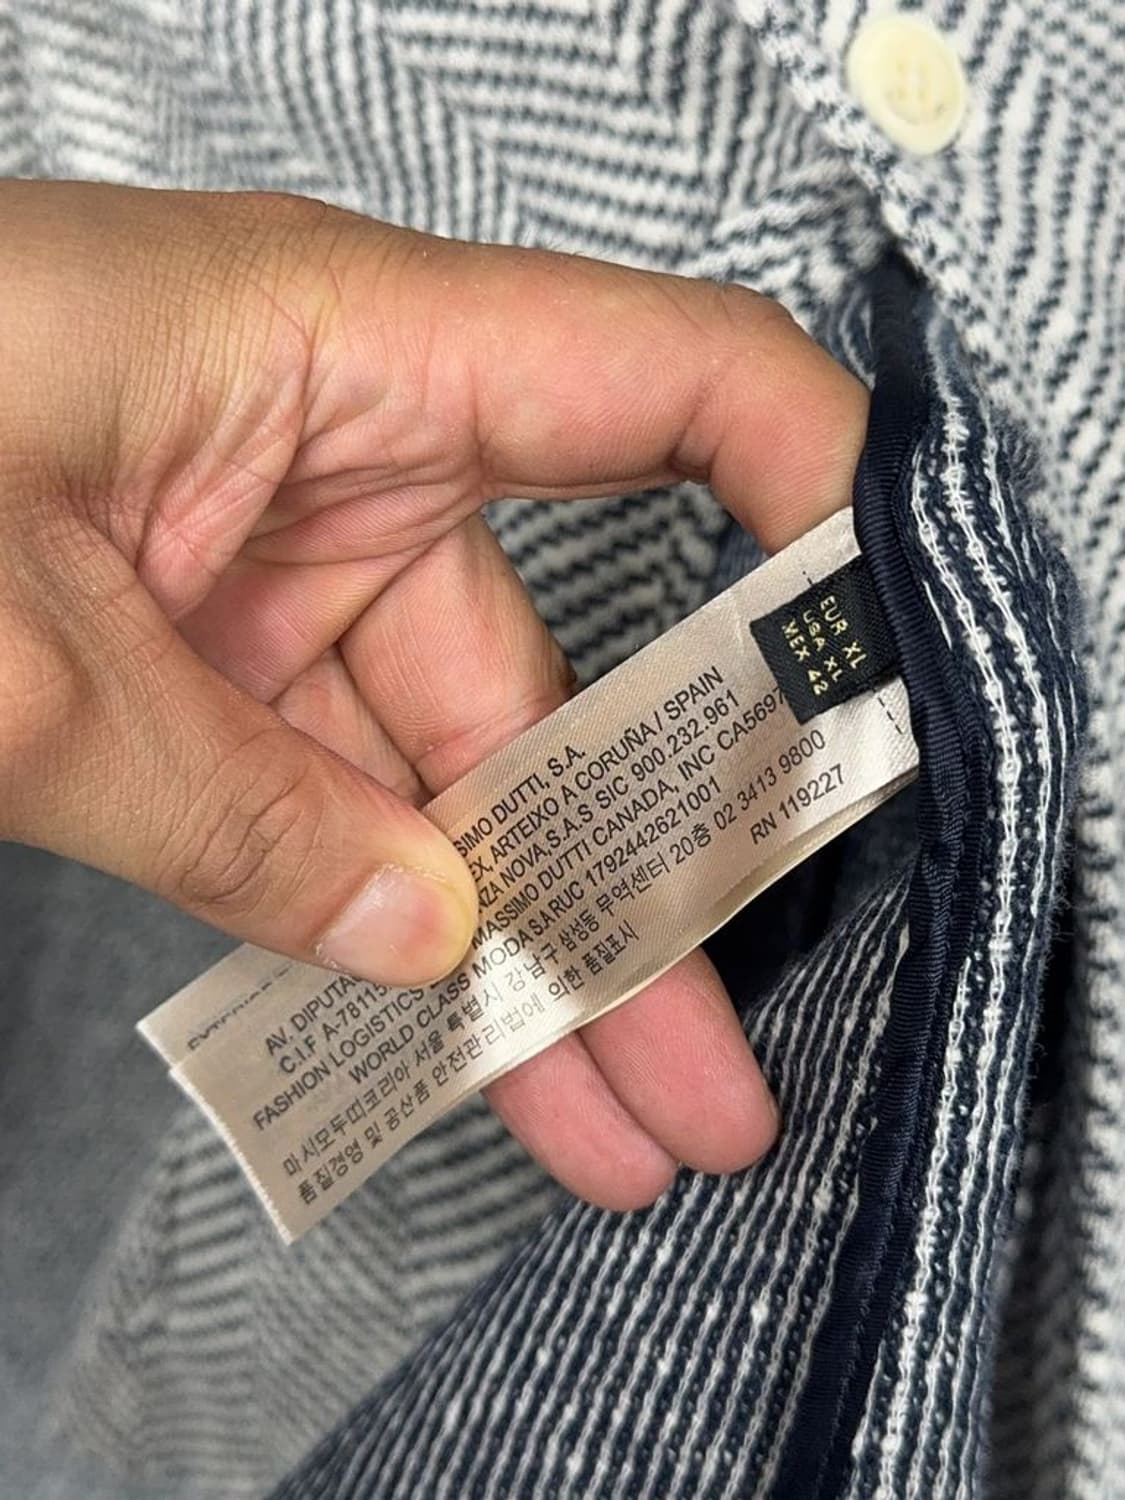 EUR XL
USA XL
MEX 42
SIMO DUTTI, S.A.
AV. DIPUTA EX, ARTEIXO A CORUÑA / SPAIN
C.I.F A-7811 NOVA, S.A.S SIC 900.232.961
FASHION LOGISTICS MASSIMO DUTTI CANADA, INC CA5697
WORLD CLASS MODA SA RUC 1792442621001
마시모두띠코리아 서울 특별시 강남구 삼성동 무역센터 20층 02 3413 9800
품질경영 및 공산품 안전관리법에 의한 품질표시
RN 119227